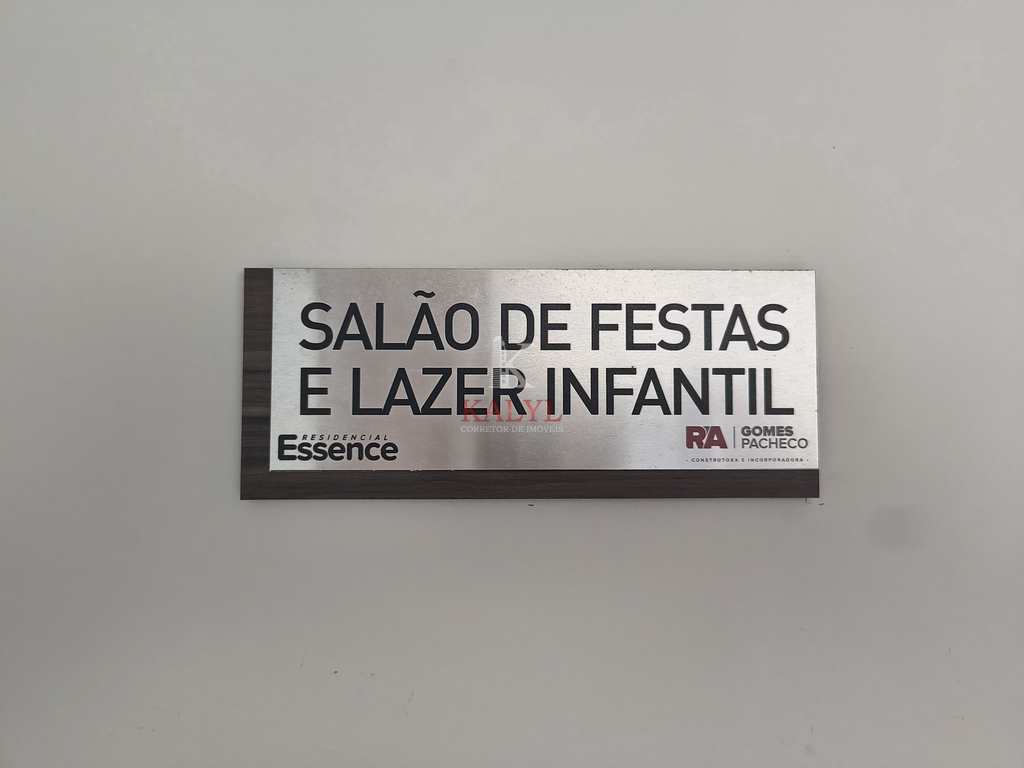 SALÃO DE FESTAS
E LAZER INFANTIL
KALYL
CORRETOR DE IMÓVEIS
RESIDENCIAL
Essence
RA GOMES
PACHECO
- CONSTRUTORA E INCORPORADORA -